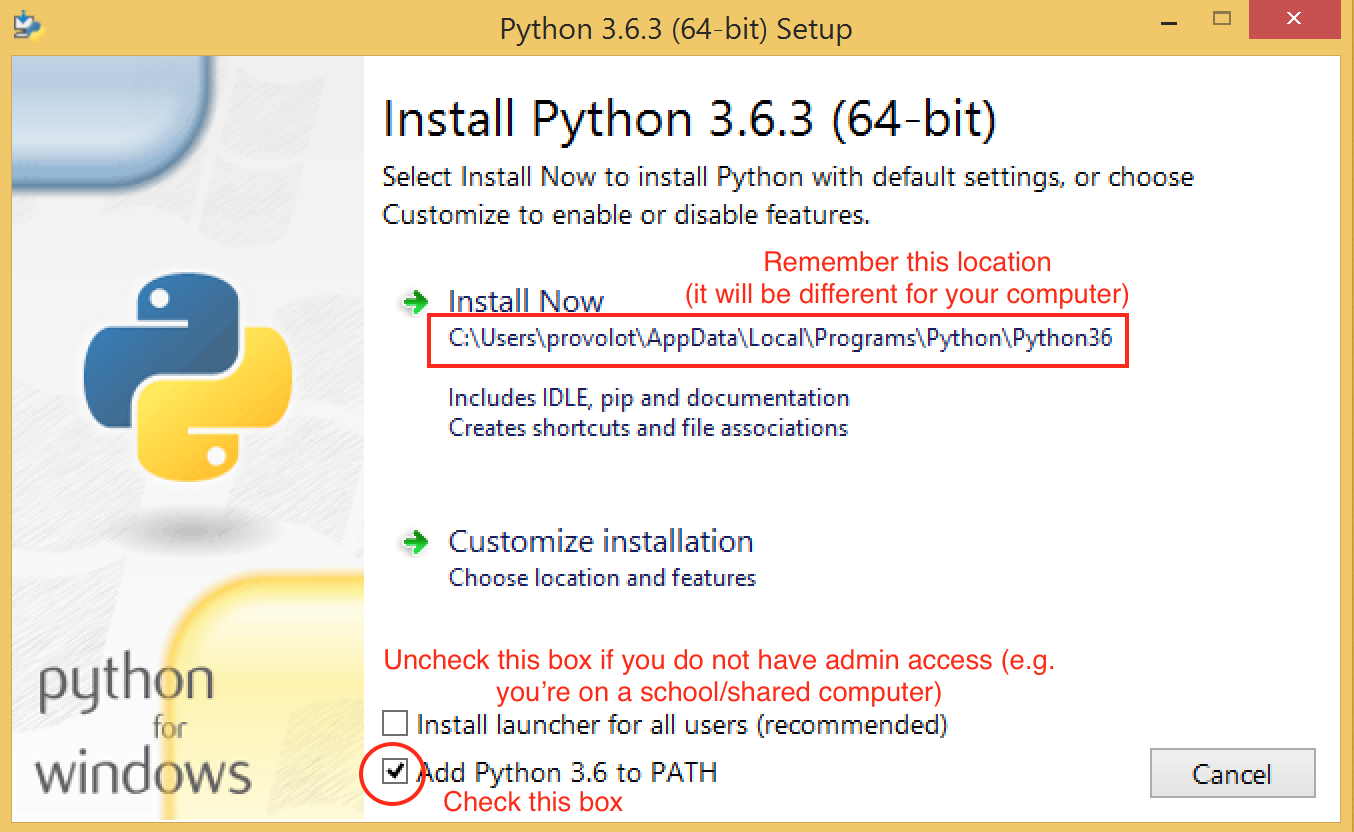 Python 3.6.3 (64-bit) Setup
Install Python 3.6.3 (64-bit)
Select Install Now to install Python with default settings, or choose
Customize to enable or disable features.
Remember this location
(it will be different for your computer)
Install Now
C:\Users\provolot\AppData\Local\Programs\Python\Python36
Includes IDLE, pip and documentation
Creates shortcuts and file associations
Customize installation
Choose location and features
Uncheck this box if you do not have admin access (e.g.
you’re on a school/shared computer)
Install launcher for all users (recommended)
Add Python 3.6 to PATH
Check this box
Cancel
python
for
windows